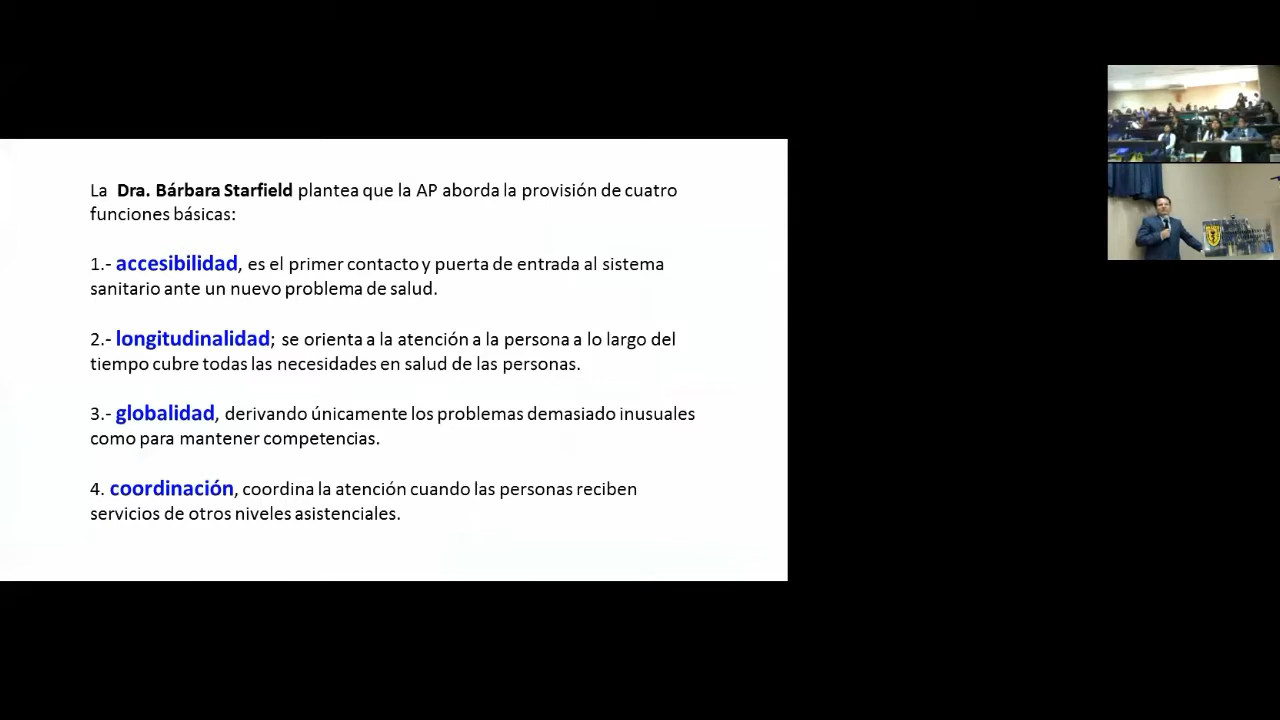 La Dra. Bárbara Starfield plantea que la AP aborda la provisión de cuatro
funciones básicas:
1.- accesibilidad, es el primer contacto y puerta de entrada al sistema
sanitario ante un nuevo problema de salud.
2.- longitudinalidad; se orienta a la atención a la persona a lo largo del
tiempo cubre todas las necesidades en salud de las personas.
3.- globalidad, derivando únicamente los problemas demasiado inusuales
como para mantener competencias.
4. coordinación, coordina la atención cuando las personas reciben
servicios de otros niveles asistenciales.